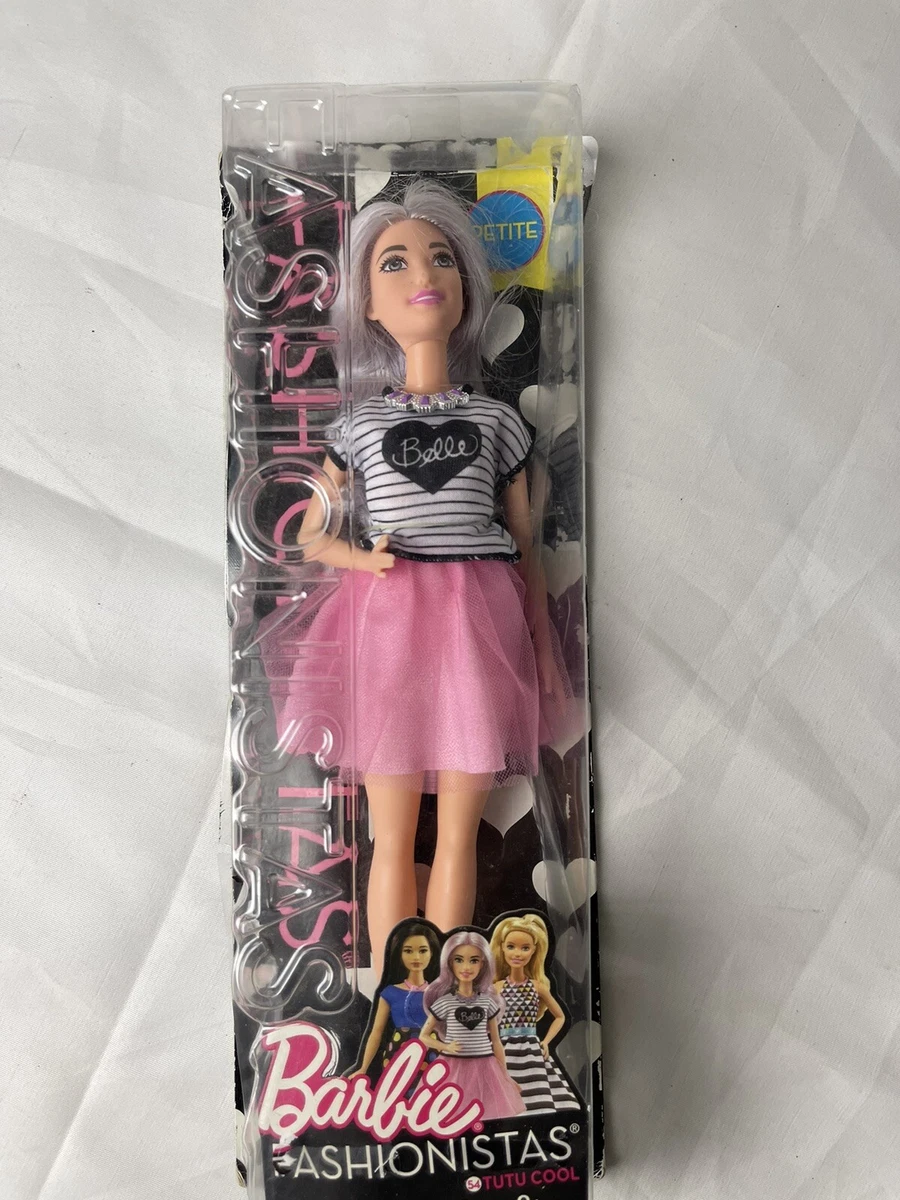 FASHIONISTAS
PETITE
Belle
Belle
Barbie®
FASHIONISTAS®
54 TUTU COOL